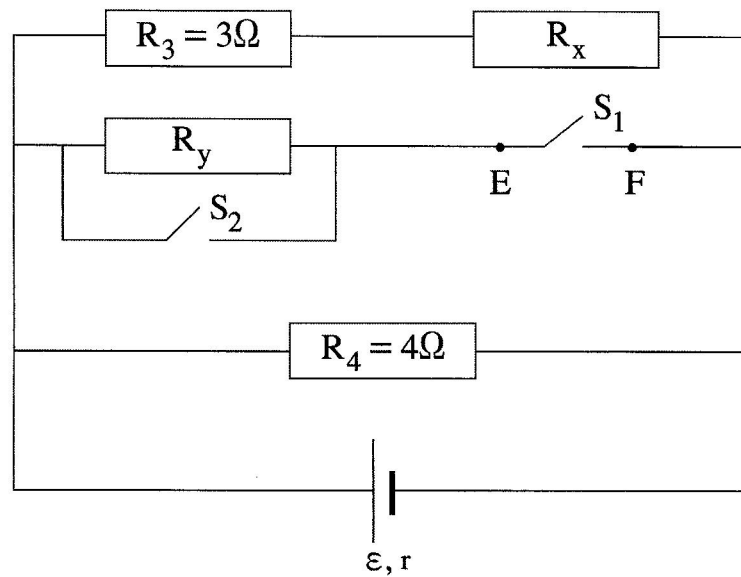 R₃ = 3Ω
Rₓ
R_y
S₁
E
F
S₂
R₄ = 4Ω
ε, r